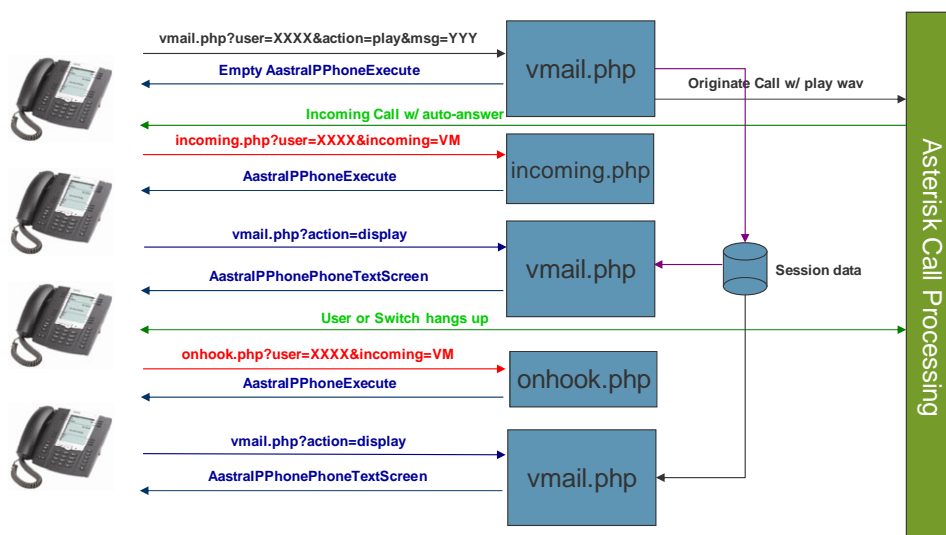 vmail.php?user=XXXX&action=play&msg=YYY
Empty AastraIPPhoneExecute
vmail.php
Originate Call w/ play wav
Incoming Call w/ auto-answer
incoming.php?user=XXXX&incoming=VM
AastraIPPhoneExecute
incoming.php
vmail.php?action=display
AastraIPPhonePhoneTextScreen
vmail.php
Session data
User or Switch hangs up
onhook.php?user=XXXX&incoming=VM
AastraIPPhoneExecute
onhook.php
vmail.php?action=display
AastraIPPhonePhoneTextScreen
vmail.php
Asterisk Call Processing